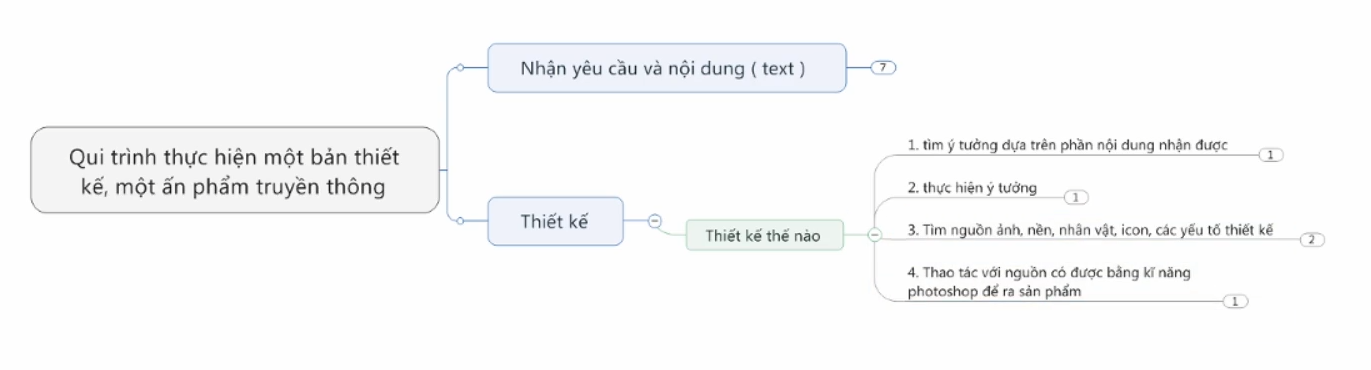 Nhận yêu cầu và nội dung ( text )
7
Qui trình thực hiện một bản thiết
kế, một ấn phẩm truyền thông
Thiết kế
Thiết kế thế nào
1. tìm ý tưởng dựa trên phần nội dung nhận được
1
2. thực hiện ý tưởng
1
3. Tìm nguồn ảnh, nền, nhân vật, icon, các yếu tố thiết kế
2
4. Thao tác với nguồn có được bằng kĩ năng
photoshop để ra sản phẩm
1